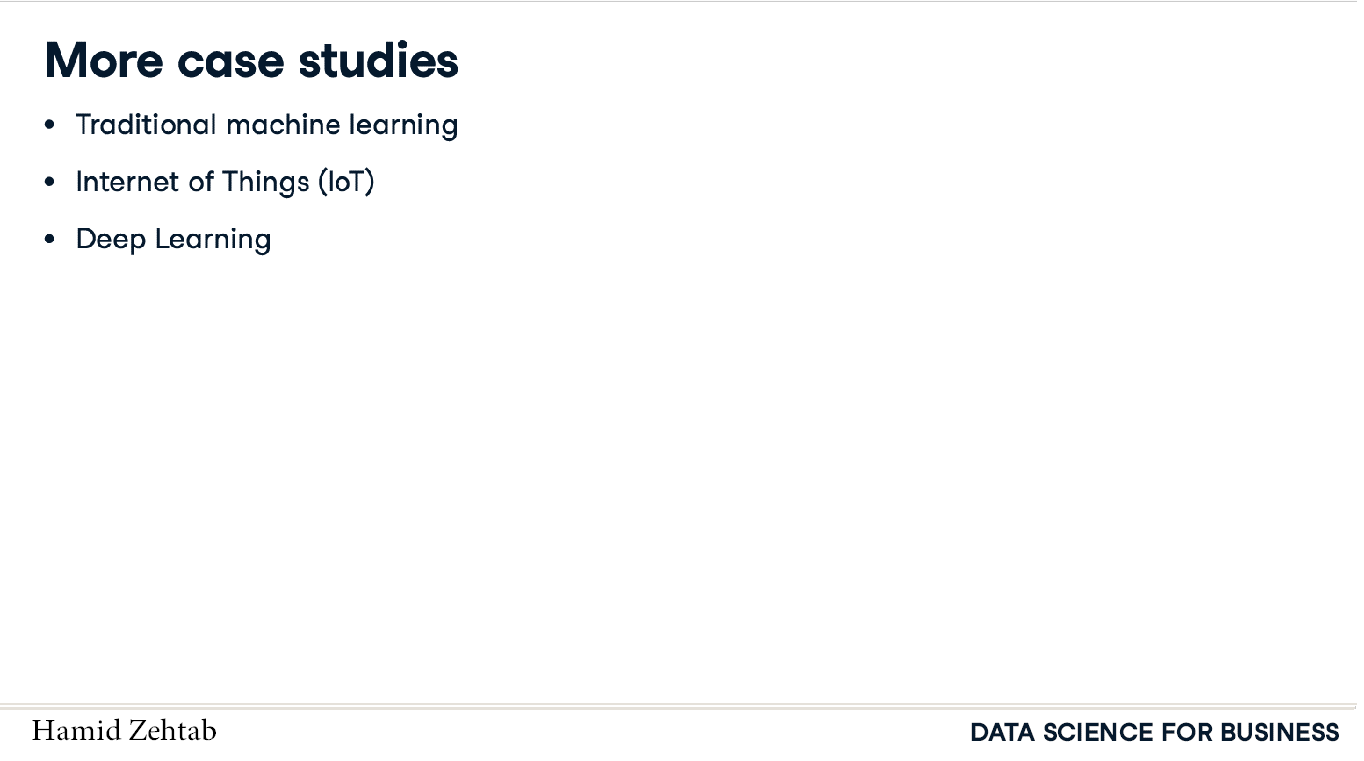 More case studies
• Traditional machine learning
• Internet of Things (IoT)
• Deep Learning
Hamid Zehtab
DATA SCIENCE FOR BUSINESS